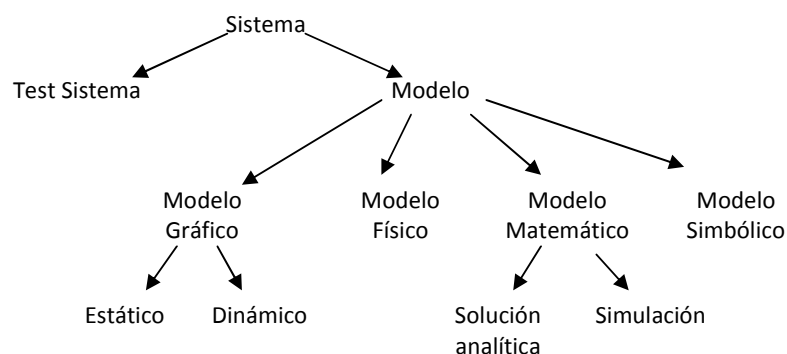 Sistema
Test Sistema
Modelo
Modelo
Gráfico
Modelo
Físico
Modelo
Matemático
Modelo
Simbólico
Estático
Dinámico
Solución
analítica
Simulación